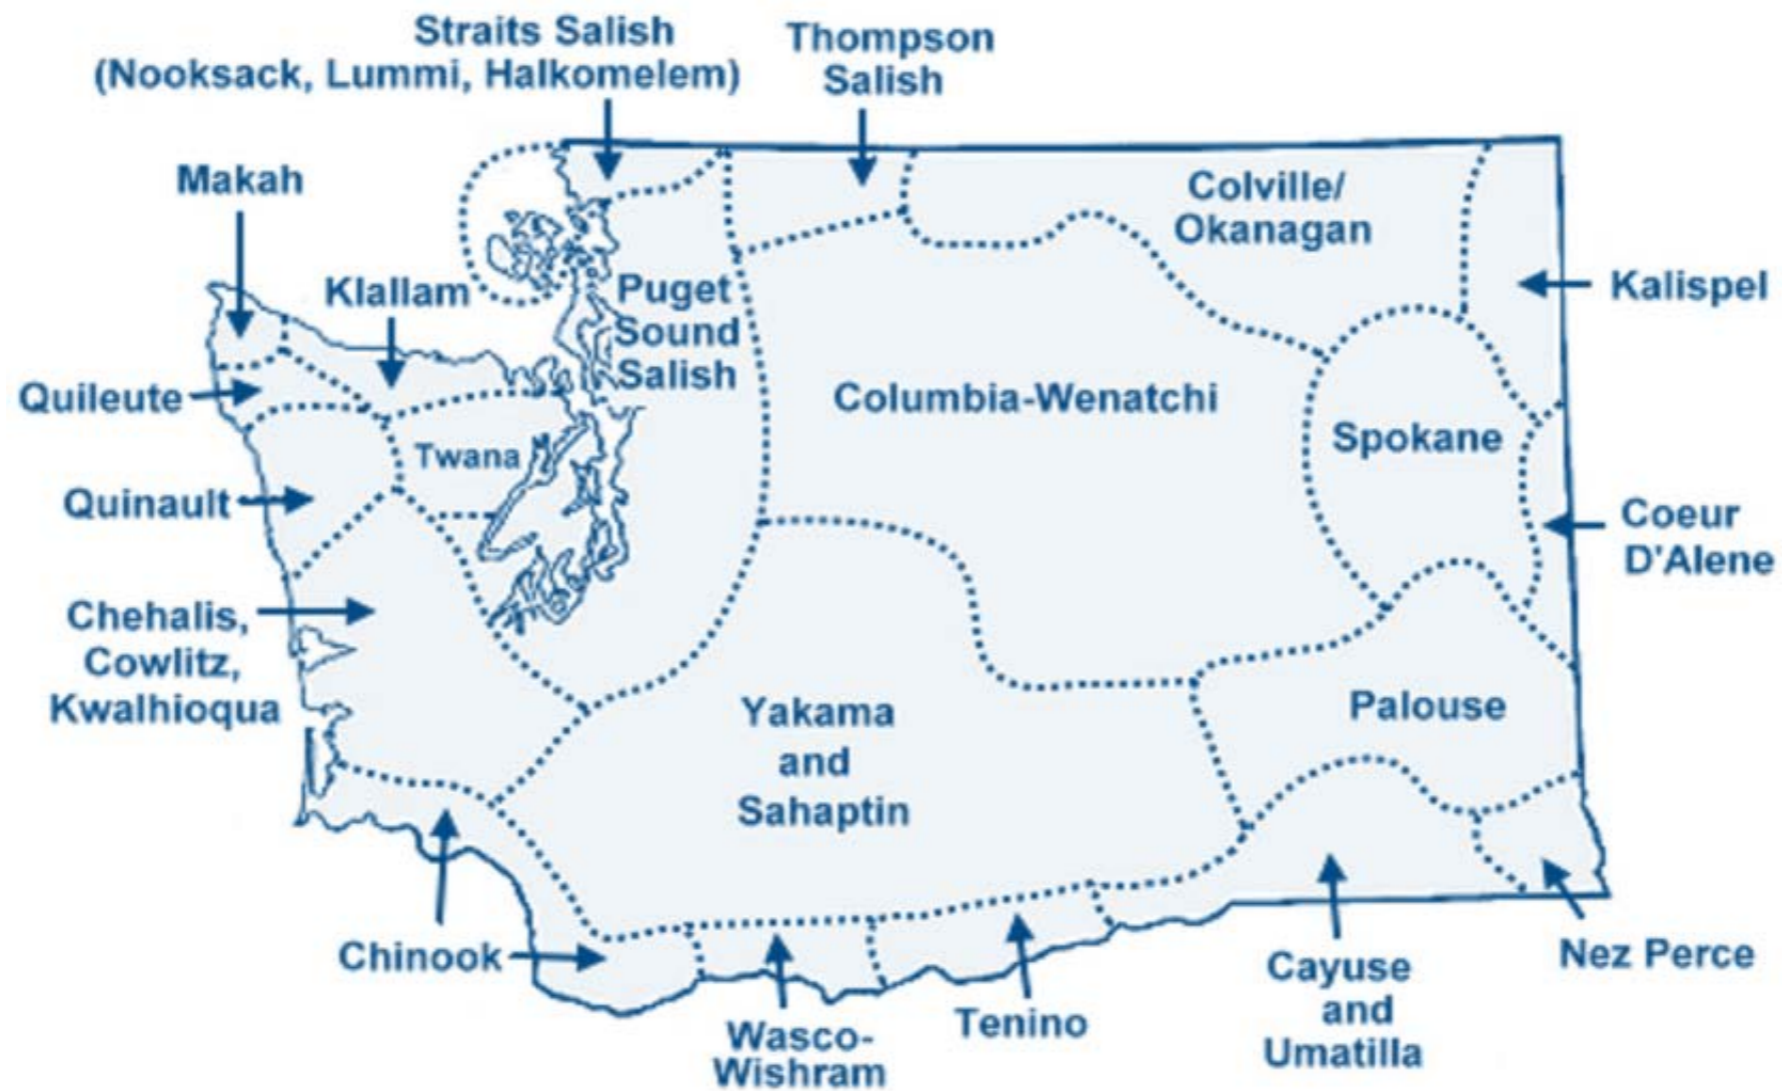 Straits Salish
(Nooksack, Lummi, Halkomelem)
Thompson
Salish
Makah
Colville/
Okanagan
Klallam
Puget
Sound
Salish
Kalispel
Quileute
Columbia-Wenatchi
Spokane
Twana
Quinault
Coeur
D'Alene
Chehalis,
Cowlitz,
Kwalhioqua
Yakama
and
Sahaptin
Palouse
Chinook
Wasco-
Wishram
Tenino
Cayuse
and
Umatilla
Nez Perce